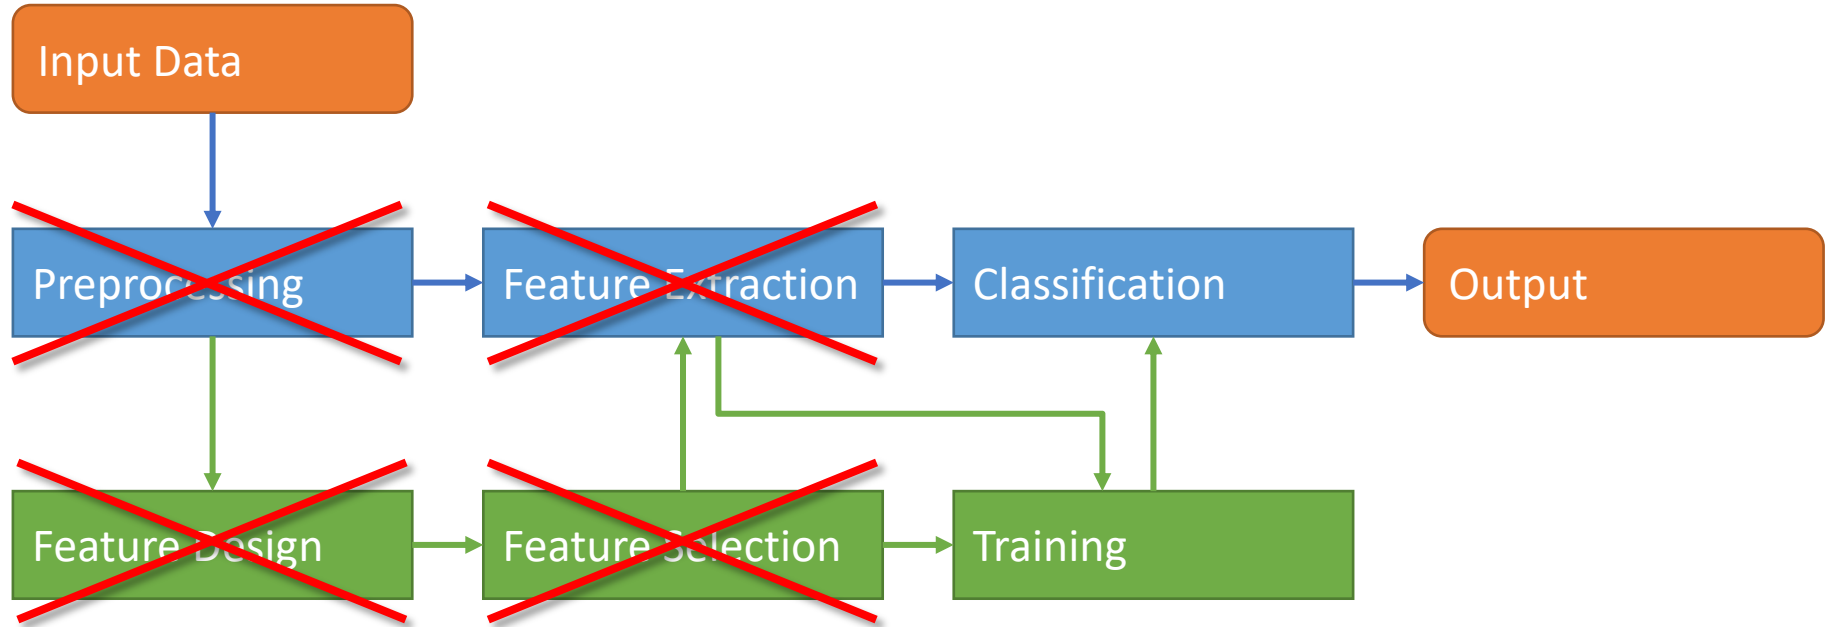 Input Data
Preprocessing
Feature Extraction
Classification
Output
Feature Design
Feature Selection
Training